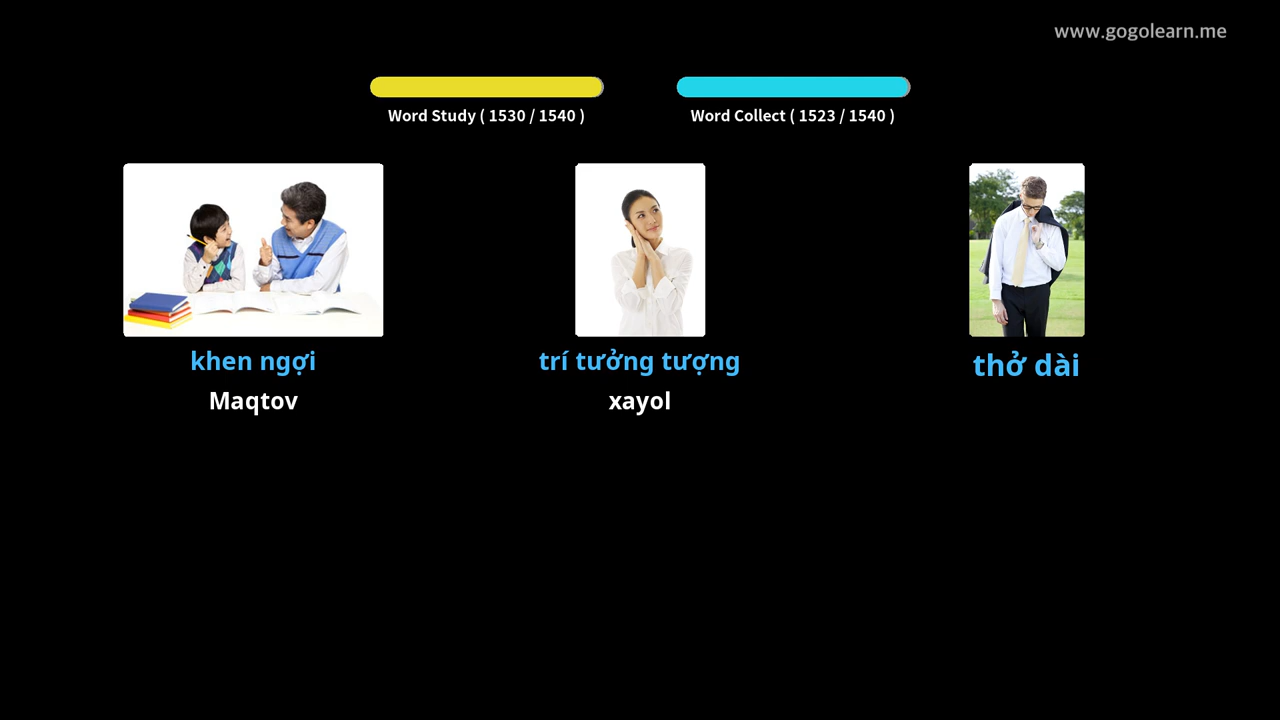 www.gogolearn.me
Word Study ( 1530 / 1540 )
Word Collect ( 1523 / 1540 )
khen ngợi
trí tưởng tượng
thở dài
Maqtov
xayol